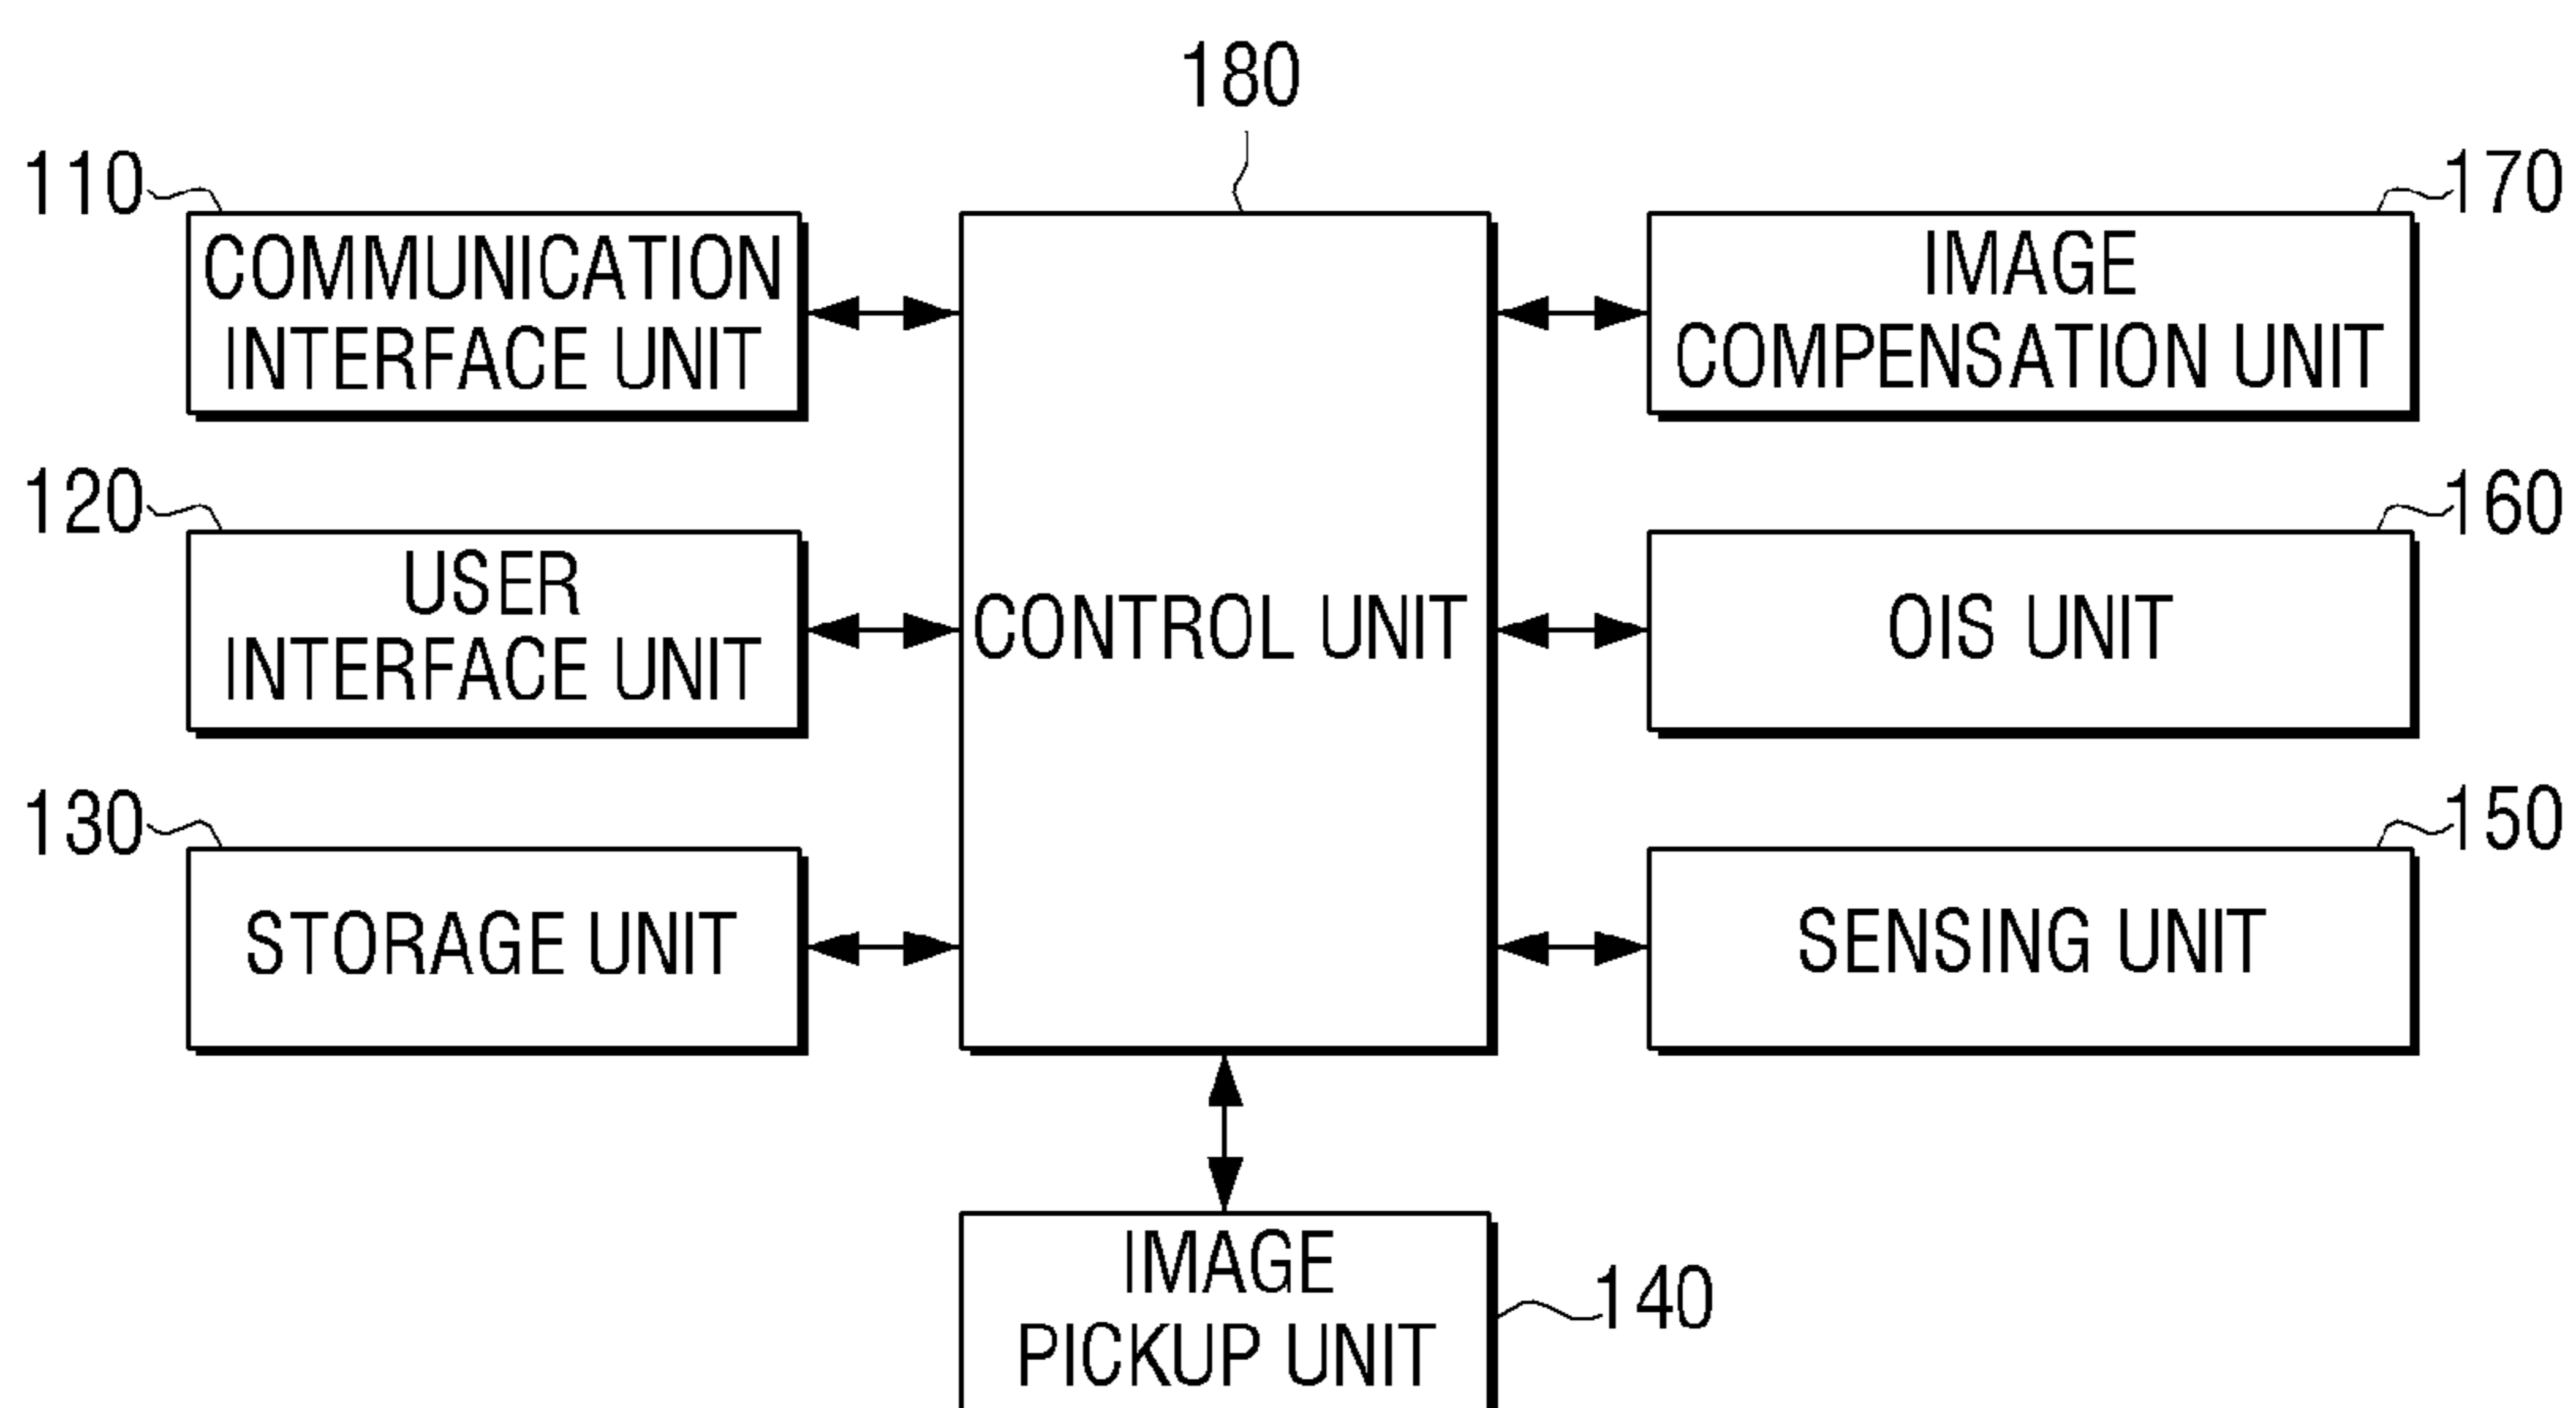 180
110
COMMUNICATION
INTERFACE UNIT
170
IMAGE
COMPENSATION UNIT
120
USER
INTERFACE UNIT
CONTROL UNIT
160
OIS UNIT
130
STORAGE UNIT
150
SENSING UNIT
IMAGE
PICKUP UNIT
140